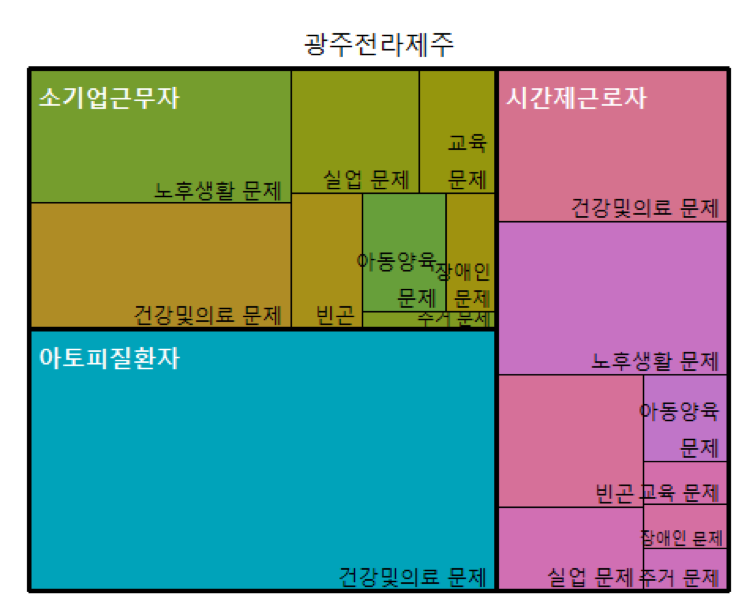 광주전라제주
소기업근무자
노후생활 문제
실업 문제
교육
문제
건강및의료 문제
빈곤
아동양육
문제
장애인
문제
주거 문제
아토피질환자
건강및의료 문제
시간제근로자
건강및의료 문제
노후생활 문제
빈곤
아동양육
문제
교육 문제
장애인 문제
실업 문제
주거 문제